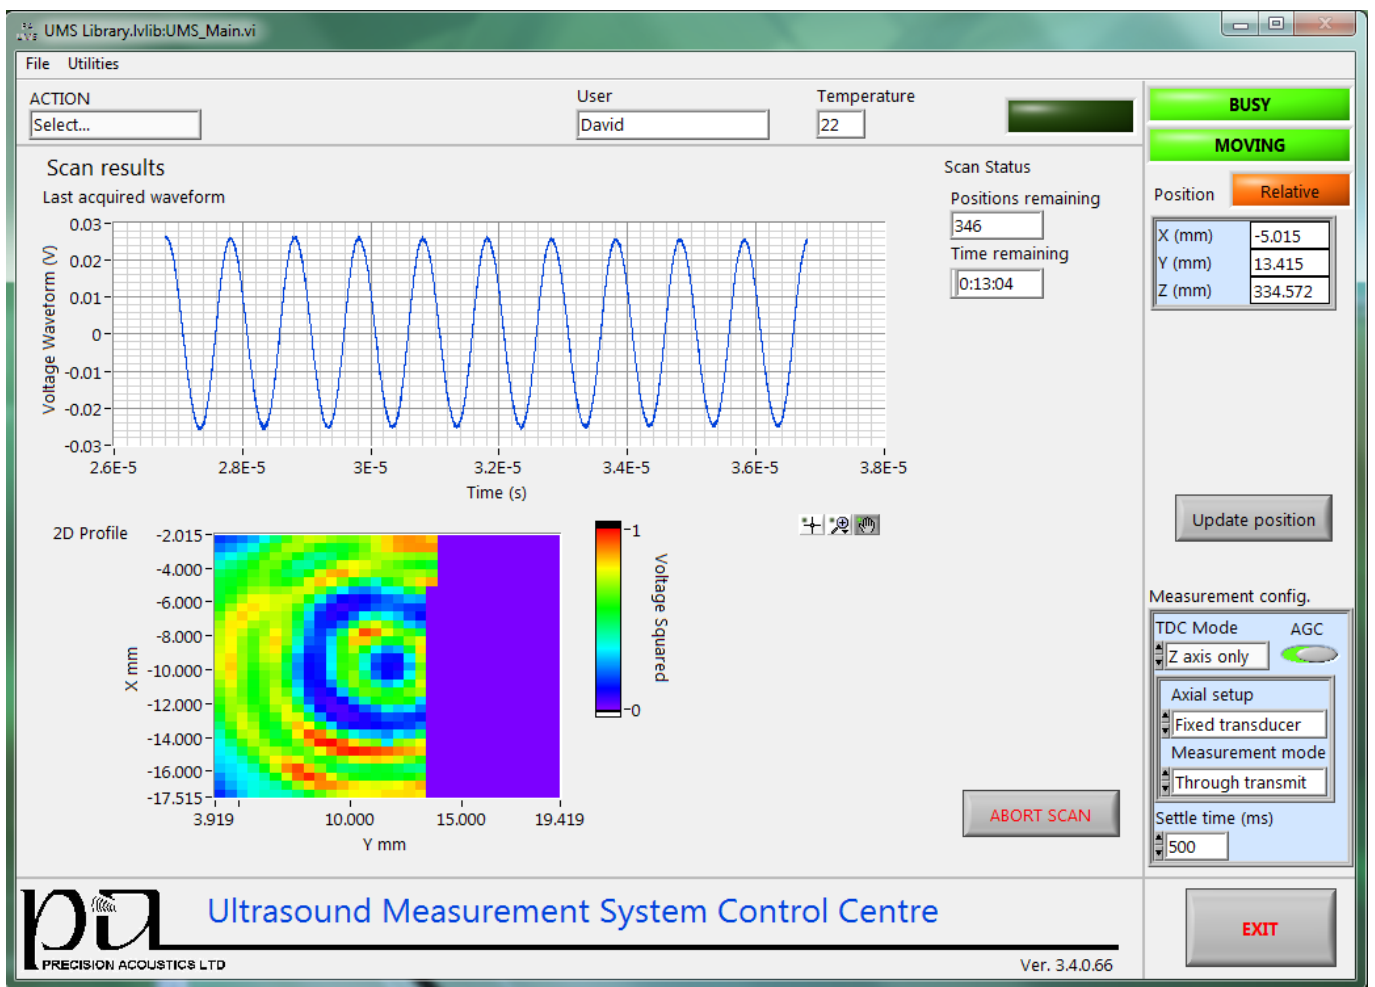 UMS Library.lvlib:UMS_Main.vi
File Utilities
ACTION
Select...
User
David
Temperature
22
BUSY
MOVING
Position Relative
X (mm) -5.015
Y (mm) 13.415
Z (mm) 334.572
Scan results
Last acquired waveform
Voltage Waveform (V)
0.03
0.02
0.01
0
-0.01
-0.02
-0.03
2.6E-5 2.8E-5 3E-5 3.2E-5 3.4E-5 3.6E-5 3.8E-5
Time (s)
Scan Status
Positions remaining
346
Time remaining
0:13:04
Update position
2D Profile
X mm
-2.015
-4.000
-6.000
-8.000
-10.000
-12.000
-14.000
-16.000
-17.515
3.919 10.000 15.000 19.419
Y mm
1
0
Voltage Squared
ABORT SCAN
Measurement config.
TDC Mode AGC
Z axis only
Axial setup
Fixed transducer
Measurement mode
Through transmit
Settle time (ms)
500
pa
PRECISION ACOUSTICS LTD
Ultrasound Measurement System Control Centre
Ver. 3.4.0.66
EXIT